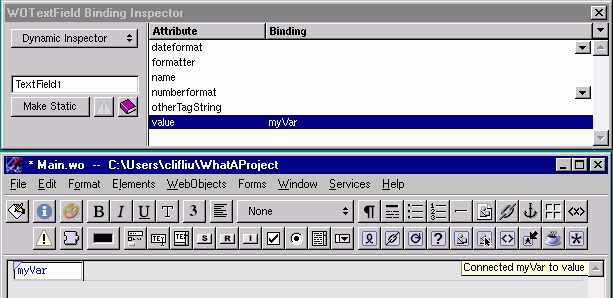 WOTextField Binding Inspector
Dynamic Inspector
Attribute Binding
dateformat
formatter
name
TextField1
numberformat
Make Static
otherTagString
value myVar
* Main.wo -- C:\Users\clifliu\WhatAProject
File Edit Format Elements WebObjects Forms Window Services Help
B I U T 3 None
S R I
myVar
Connected myVar to value